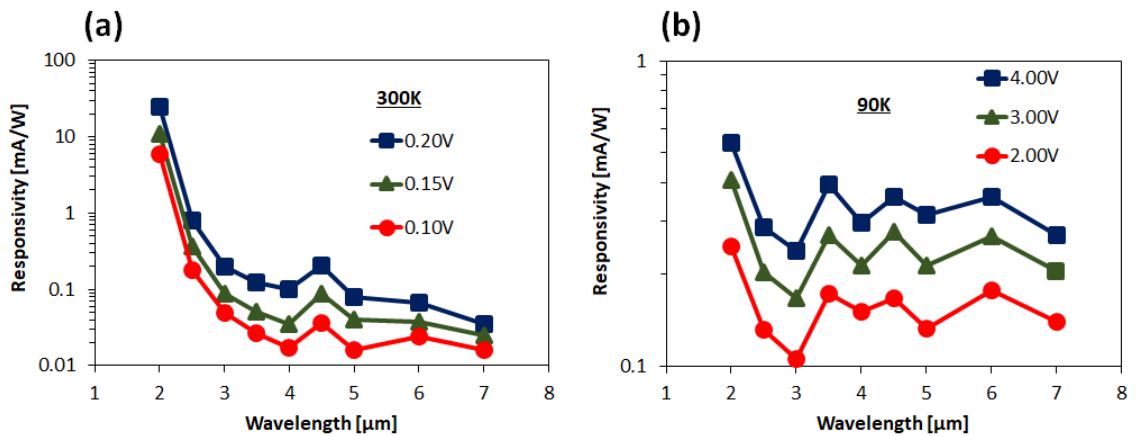 (a)
Responsivity [mA/W]
100
10
1
0.1
0.01
300K
0.20V
0.15V
0.10V
1 2 3 4 5 6 7 8
Wavelength [µm]
(b)
Responsivity [mA/W]
1
0.1
90K
4.00V
3.00V
2.00V
1 2 3 4 5 6 7 8
Wavelength [µm]